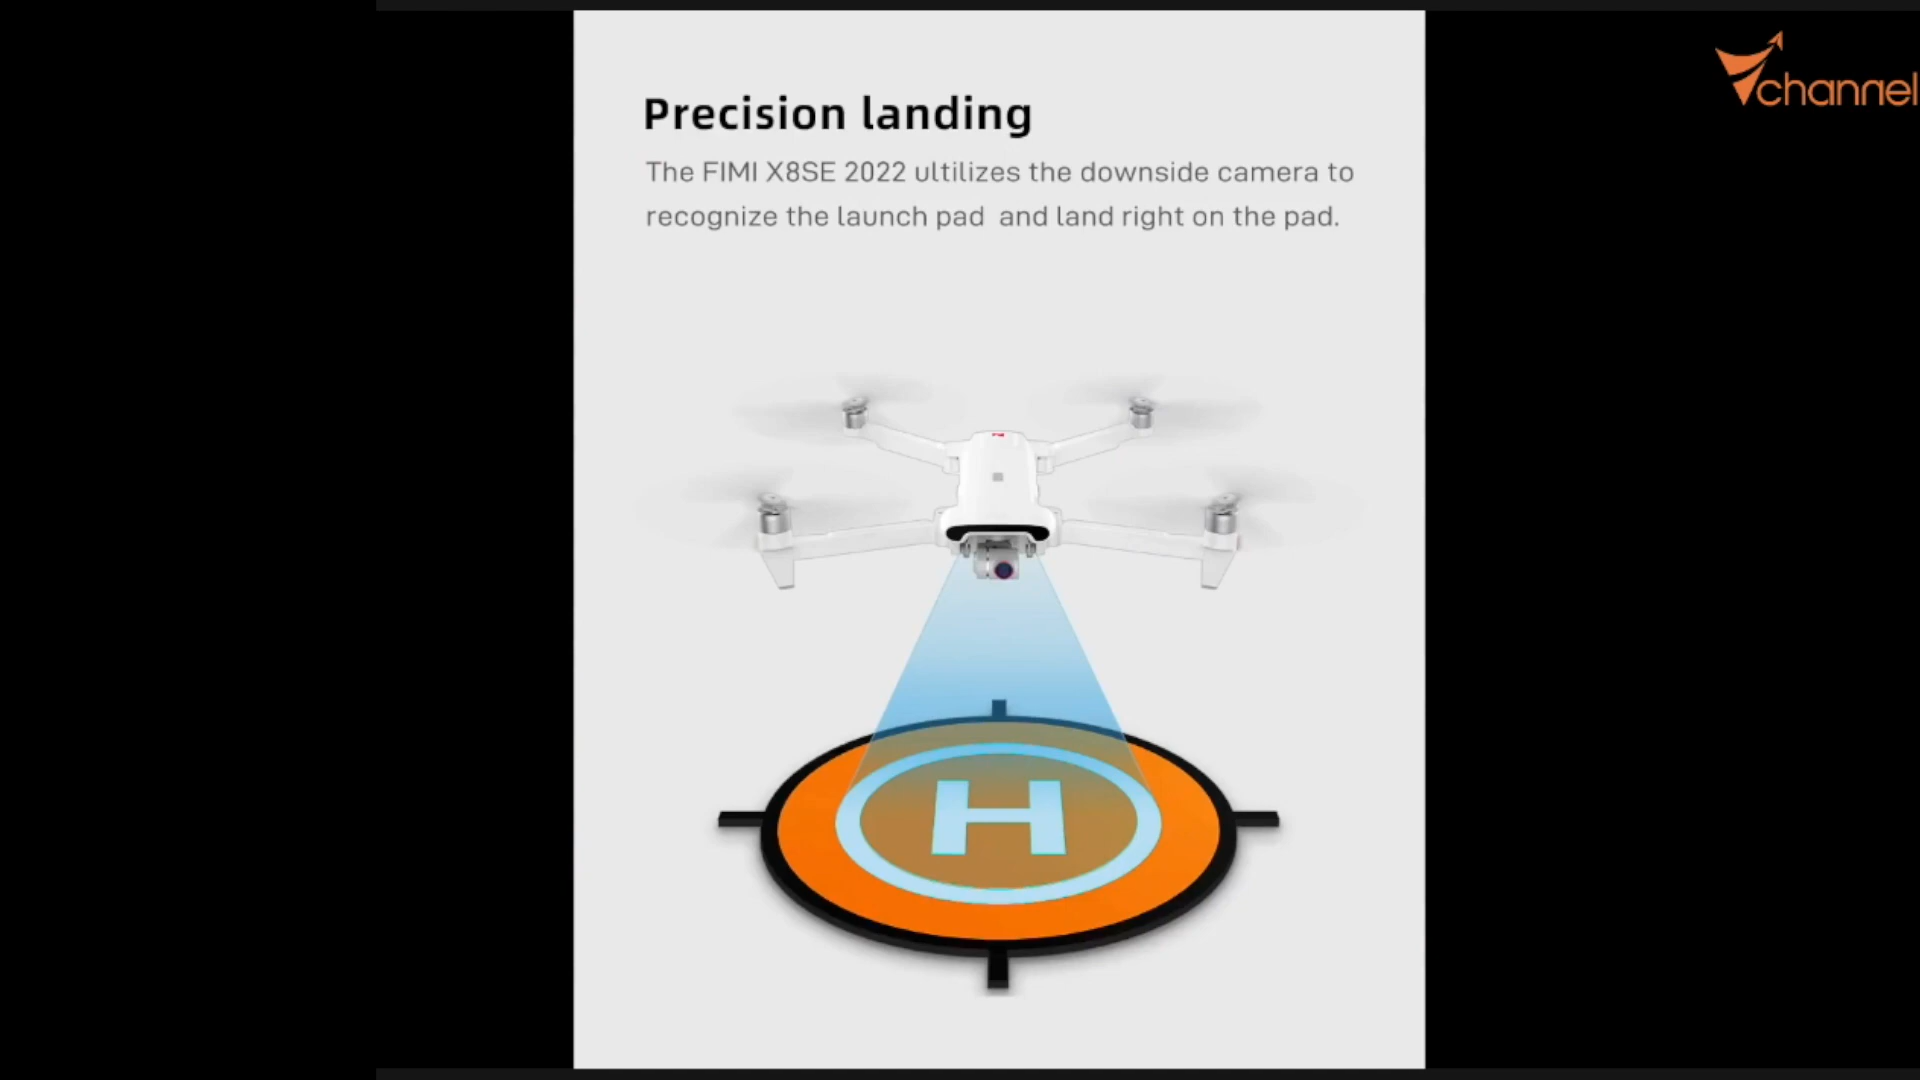 Precision landing
The FIMI X8SE 2022 ultilizes the downside camera to
recognize the launch pad and land right on the pad.
H
channel